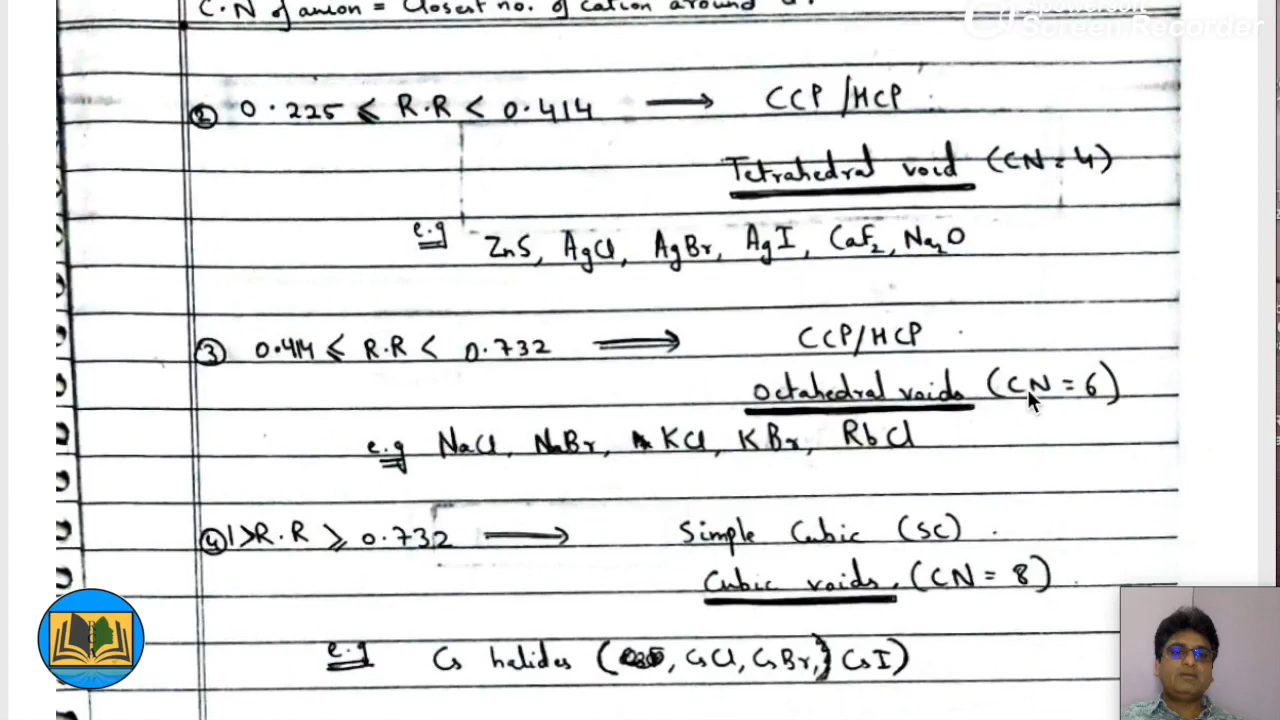 C.N of anion = Closest no. of cation around
Screen Recorder
② 0.225 ⩽ R.R < 0.414 ⟶ CCP/HCP.
Tetrahedral void (CN = 4)
e.g ZnS, AgCl, AgBr, AgI, CaF₂, Na₂O
③ 0.414 ⩽ R.R < 0.732 ⟹ CCP/HCP.
Octahedral voids (CN = 6)
e.g NaCl, NaBr, KCl, KBr, RbCl
④ 1>R.R ⩾ 0.732 ⟹ Simple Cubic (SC).
Cubic voids, (CN = 8).
e.g Cs halides (, CsCl, CsBr, CsI)